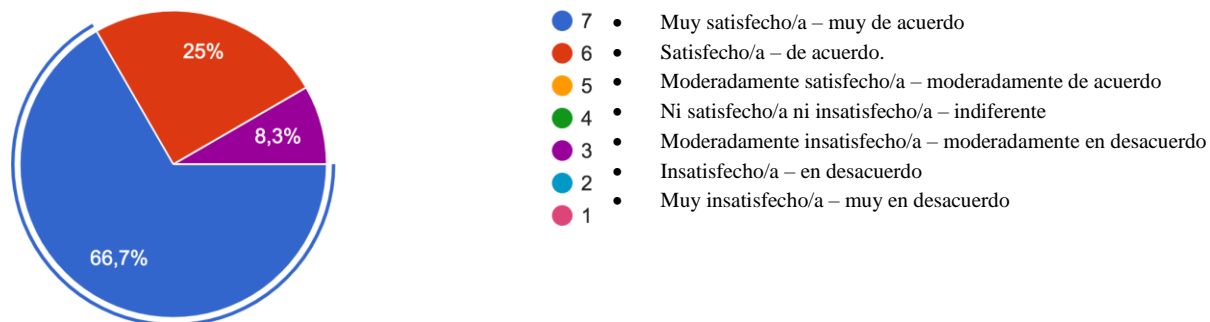 25%
8,3%
66,7%
7 • Muy satisfecho/a – muy de acuerdo
6 • Satisfecho/a – de acuerdo.
5 • Moderadamente satisfecho/a – moderadamente de acuerdo
4 • Ni satisfecho/a ni insatisfecho/a – indiferente
3 • Moderadamente insatisfecho/a – moderadamente en desacuerdo
2 • Insatisfecho/a – en desacuerdo
1 • Muy insatisfecho/a – muy en desacuerdo